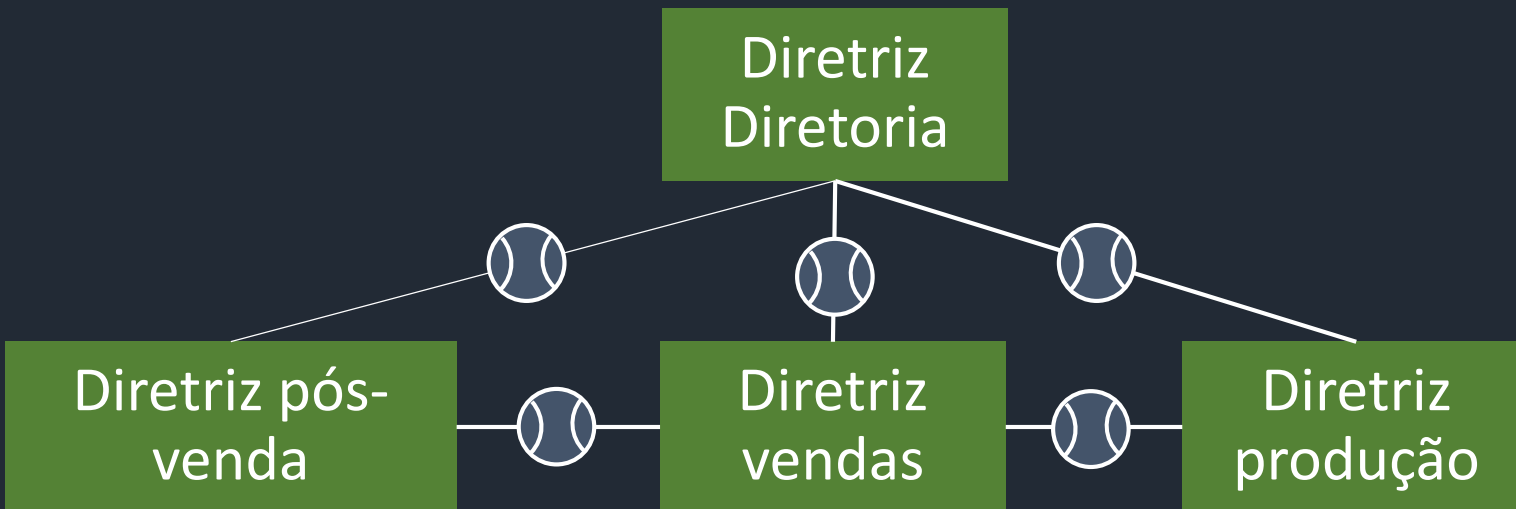 Diretriz
Diretoria
Diretriz pós-
venda
Diretriz
vendas
Diretriz
produção